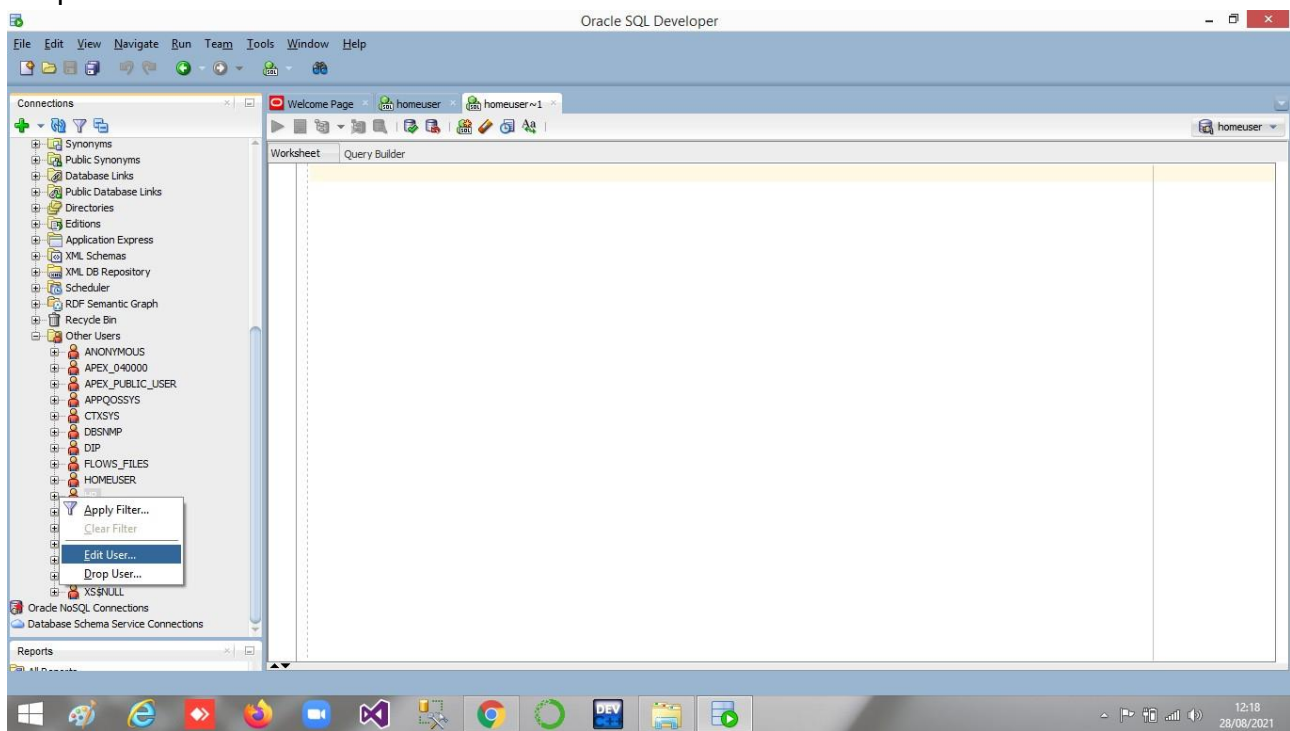 Oracle SQL Developer
File Edit View Navigate Run Team Tools Window Help
Connections
Welcome Page homeuser homeuser~1
homeuser
Worksheet Query Builder
Synonyms
Public Synonyms
Database Links
Public Database Links
Directories
Editions
Application Express
XML Schemas
XML DB Repository
Scheduler
RDF Semantic Graph
Recycle Bin
Other Users
ANONYMOUS
APEX_040000
APEX_PUBLIC_USER
APPQOSSYS
CTXSYS
DBSNMP
DIP
FLOWS_FILES
HOMEUSER
Apply Filter...
Clear Filter
Edit User...
Drop User...
XS$NULL
Oracle NoSQL Connections
Database Schema Service Connections
Reports
DEV
12:18
28/08/2021